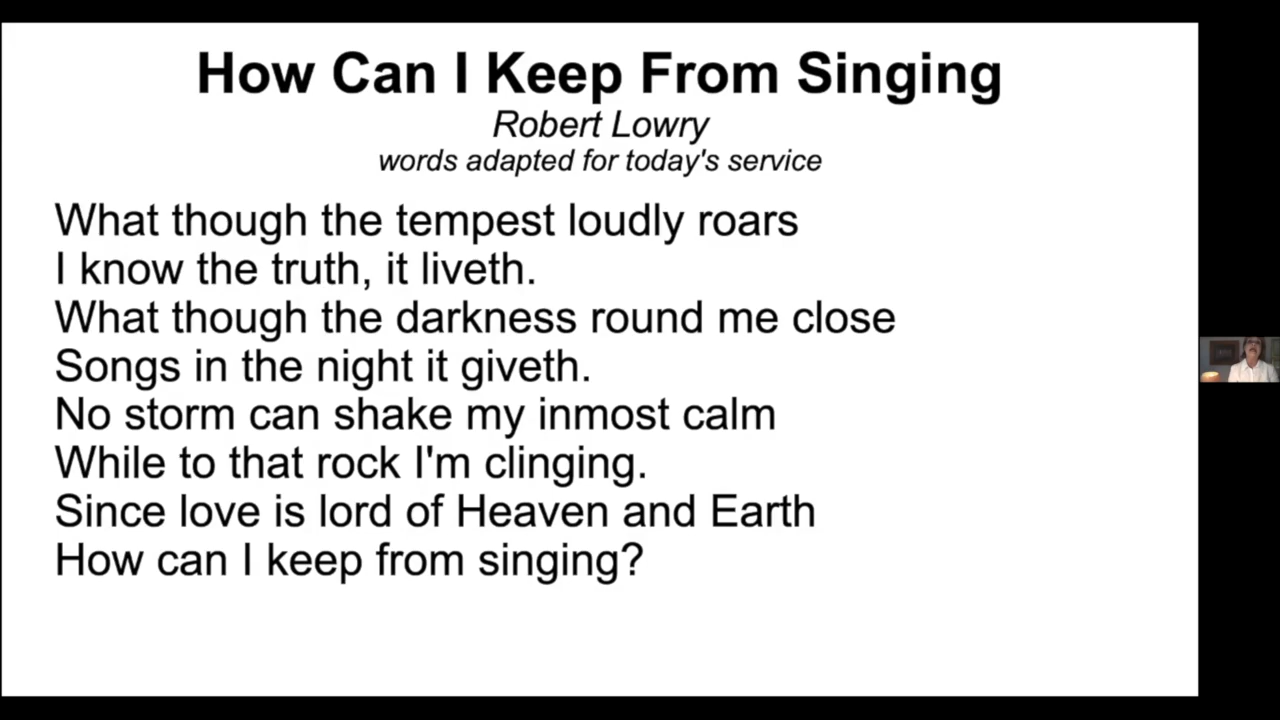 How Can I Keep From Singing
Robert Lowry
words adapted for today's service
What though the tempest loudly roars
I know the truth, it liveth.
What though the darkness round me close
Songs in the night it giveth.
No storm can shake my inmost calm
While to that rock I'm clinging.
Since love is lord of Heaven and Earth
How can I keep from singing?